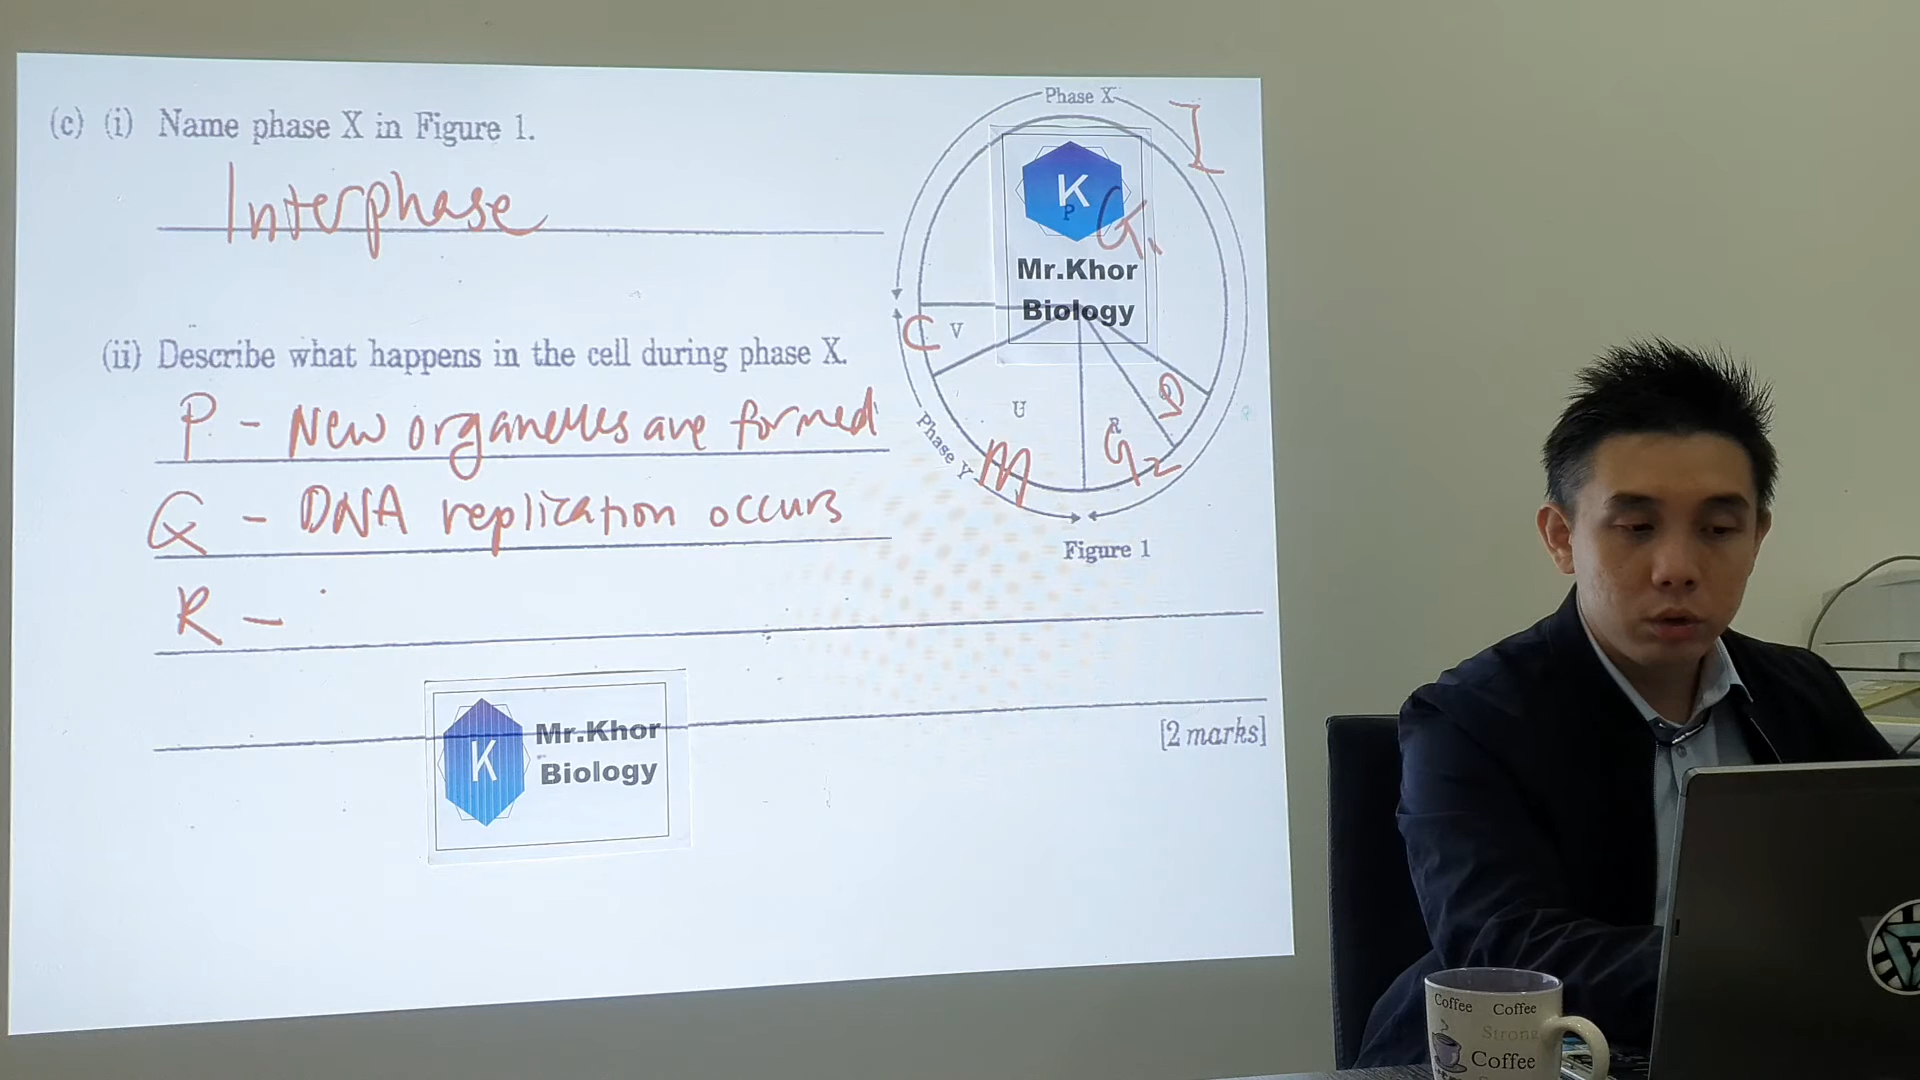 (c) (i) Name phase X in Figure 1.
Interphase
(ii) Describe what happens in the cell during phase X.
P - New organelles are formed
Q - DNA replication occurs
R -
[2 marks]
K
Mr.Khor
Biology
Phase X
I
K
P
G1
Mr.Khor
Biology
C
V
U
R
G2
M
Phase Y
Figure 1
Coffee Coffee
Strong
Coffee